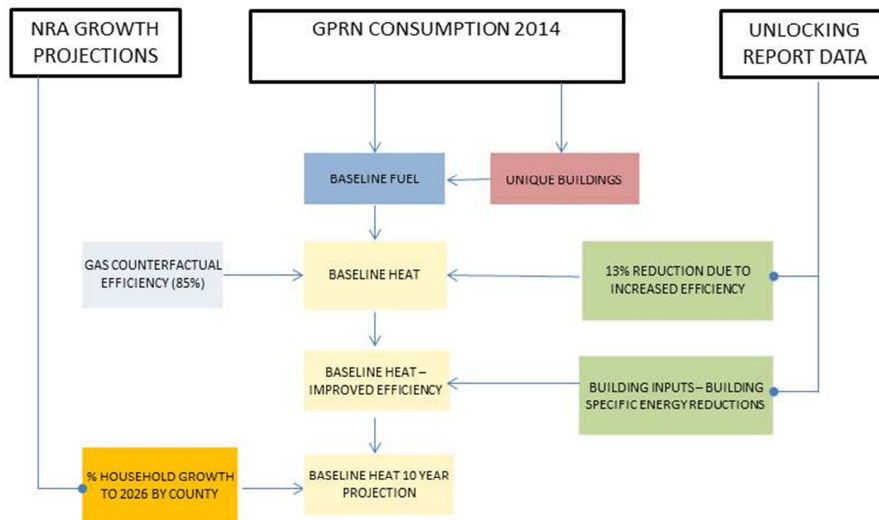 NRA GROWTH
PROJECTIONS
GPRN CONSUMPTION 2014
UNLOCKING
REPORT DATA
BASELINE FUEL
UNIQUE BUILDINGS
GAS COUNTERFACTUAL
EFFICIENCY (85%)
BASELINE HEAT
13% REDUCTION DUE TO
INCREASED EFFICIENCY
BASELINE HEAT –
IMPROVED EFFICIENCY
BUILDING INPUTS – BUILDING
SPECIFIC ENERGY REDUCTIONS
% HOUSEHOLD GROWTH
TO 2026 BY COUNTY
BASELINE HEAT 10 YEAR
PROJECTION